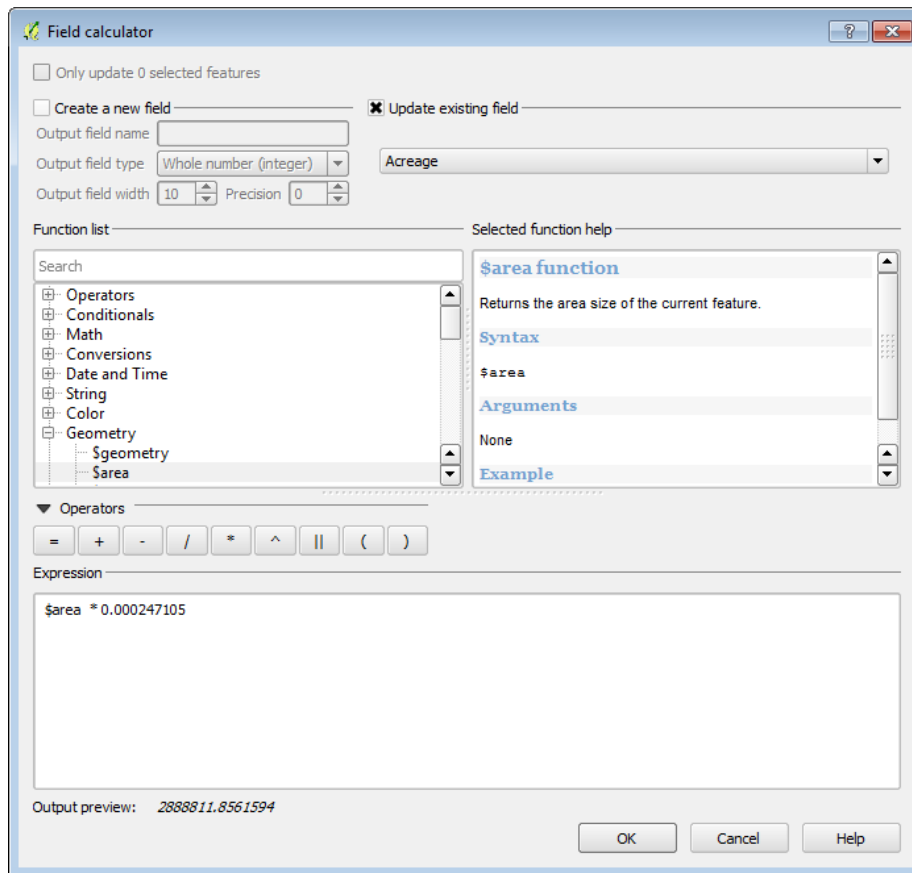 Field calculator
Only update 0 selected features
Create a new field
Update existing field
Output field name
Output field type Whole number (integer)
Acreage
Output field width 10 Precision 0
Function list
Selected function help
Search
Operators
Conditionals
Math
Conversions
Date and Time
String
Color
Geometry
$geometry
$area
$area function
Returns the area size of the current feature.
Syntax
$area
Arguments
None
Example
Operators
= + - / * ^ || ( )
Expression
$area * 0.000247105
Output preview: 2888811.8561594
OK Cancel Help